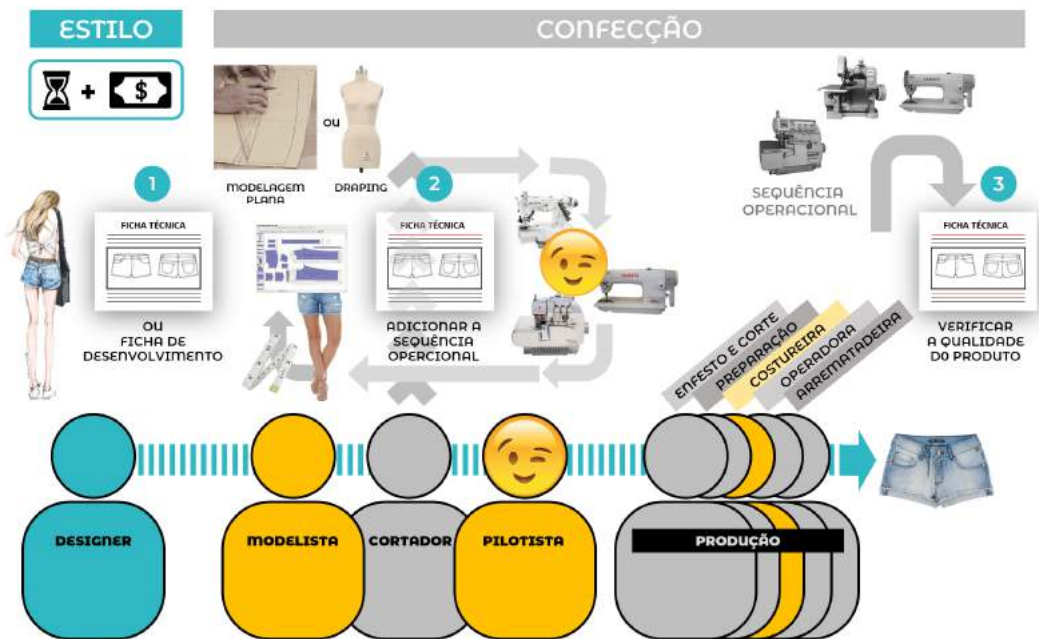 ESTILO
CONFECÇÃO
+ $
OU
MODELAGEM
PLANA
DRAPING
SEQUÊNCIA
OPERACIONAL
1
2
3
FICHA TÉCNICA
FICHA TÉCNICA
FICHA TÉCNICA
OU
FICHA DE
DESENVOLVIMENTO
ADICIONAR A
SEQUÊNCIA
OPERCIONAL
VERIFICAR
A QUALIDADE
DO PRODUTO
ENFESTO E CORTE
PREPARAÇÃO
COSTUREIRA
OPERADORA
ARREMATADEIRA
DESIGNER
MODELISTA
CORTADOR
PILOTISTA
PRODUÇÃO